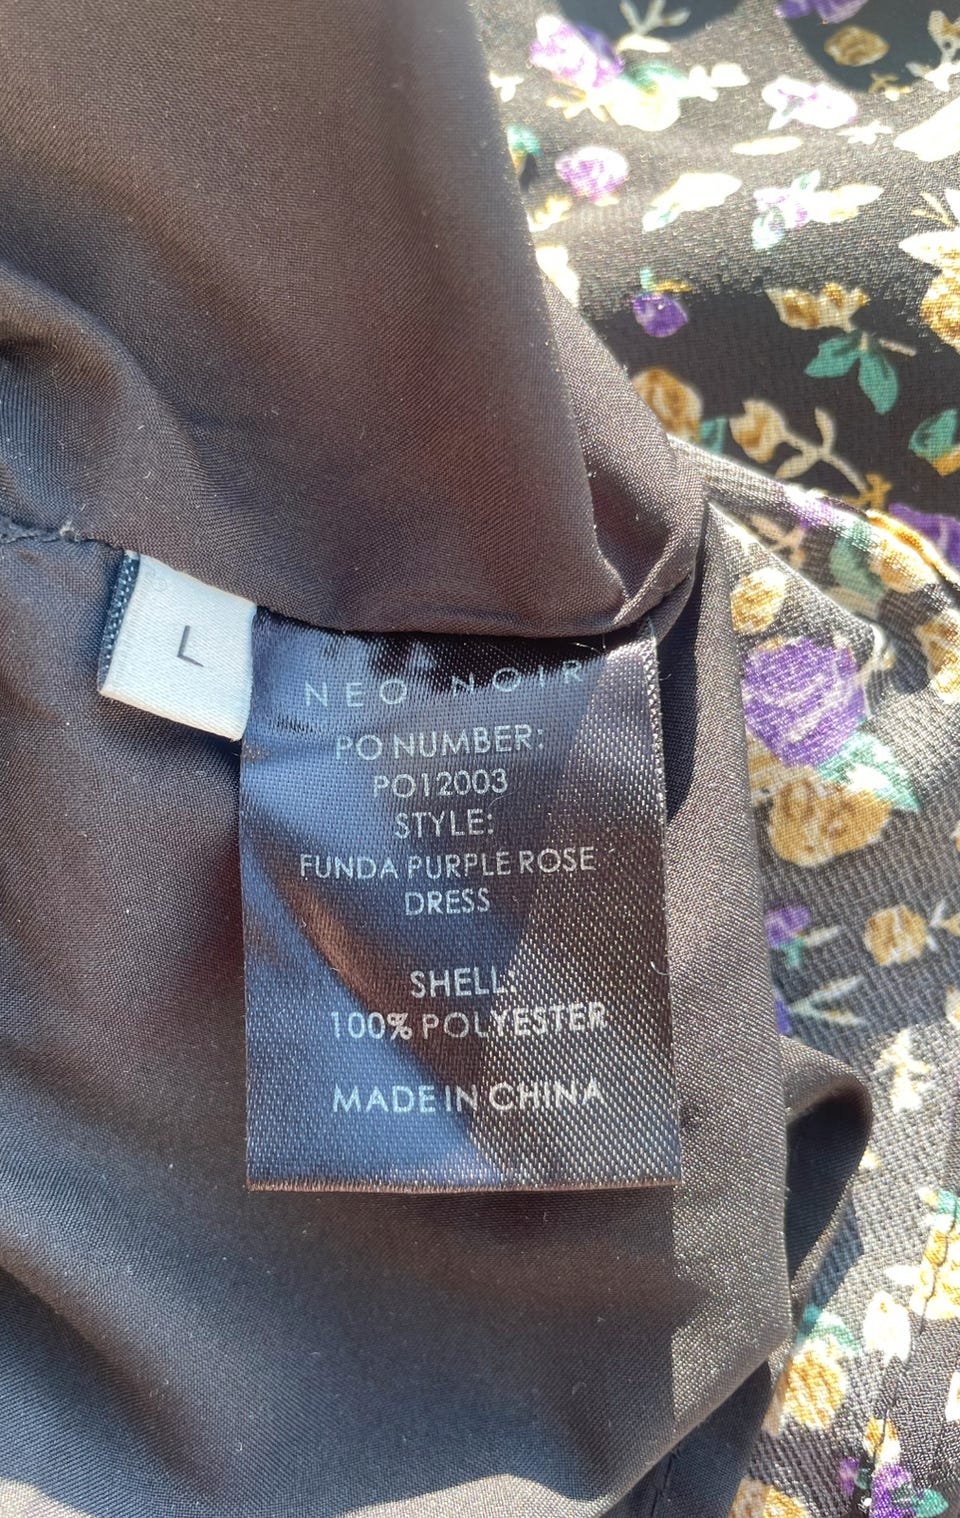 L
NEO NOIR
PO NUMBER:
PO12003
STYLE:
FUNDA PURPLE ROSE
DRESS
SHELL:
100% POLYESTER
MADE IN CHINA